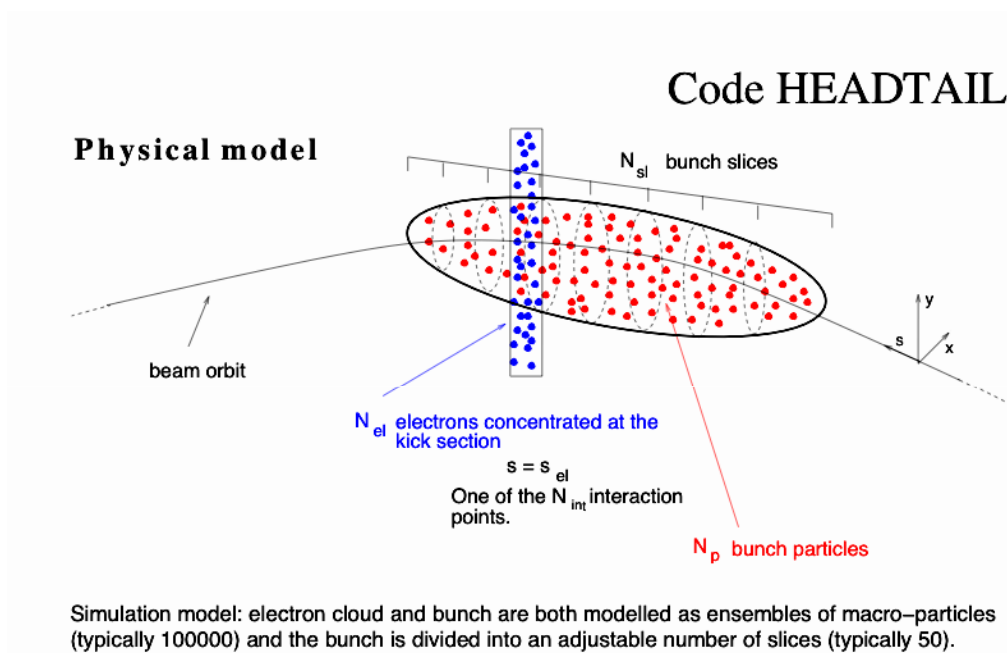 Code HEADTAIL
Physical model
N sl bunch slices
y
s
x
beam orbit
N el electrons concentrated at the
kick section
s = s el
One of the N int interaction
points.
N p bunch particles
Simulation model: electron cloud and bunch are both modelled as ensembles of macro−particles
(typically 100000) and the bunch is divided into an adjustable number of slices (typically 50).